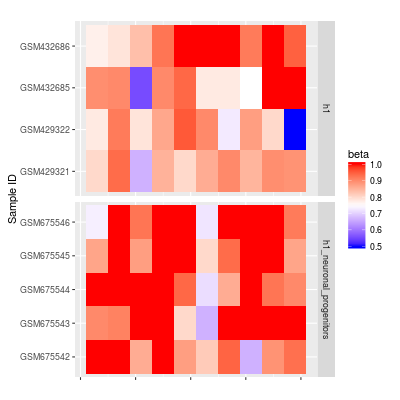 GSM432686
GSM432685
GSM429322
GSM429321
h1
GSM675546
GSM675545
GSM675544
GSM675543
GSM675542
h1_neuronal_progenitors
Sample ID
beta
1.0
0.9
0.8
0.7
0.6
0.5